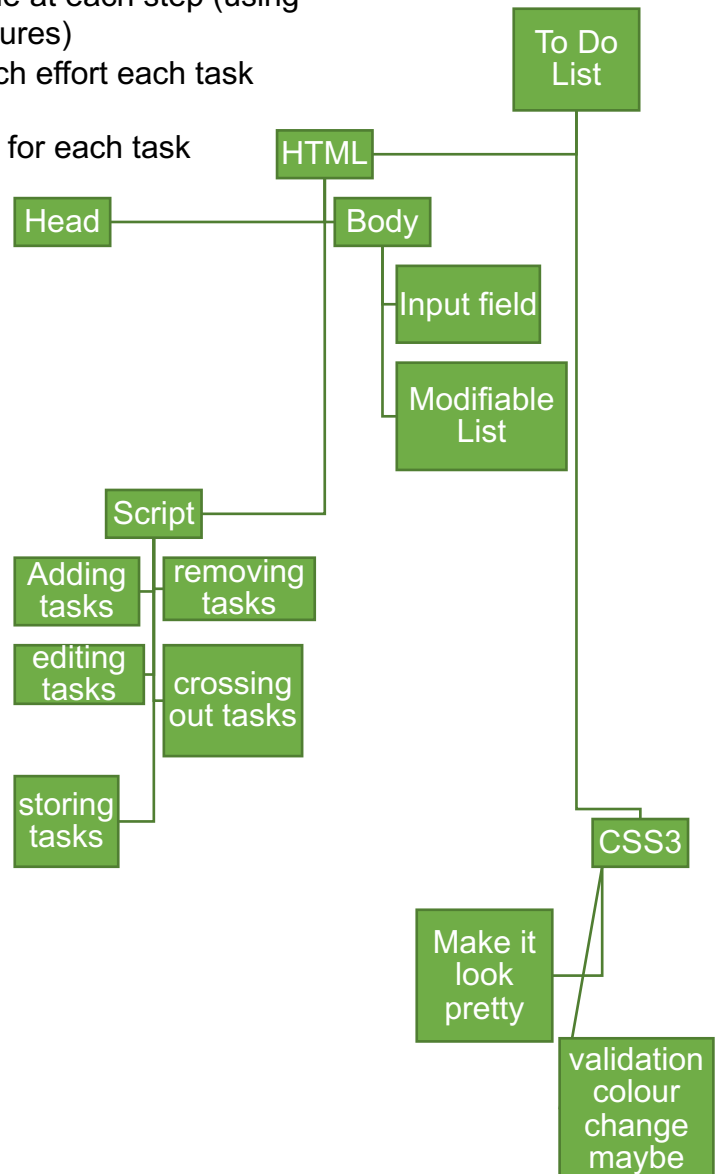 at each step (using
ures)
effort each task
for each task
To Do
List
HTML
Head
Body
Input field
Modifiable
List
Script
Adding
tasks
removing
tasks
editing
tasks
crossing
out tasks
storing
tasks
CSS3
Make it
look
pretty
validation
colour
change
maybe